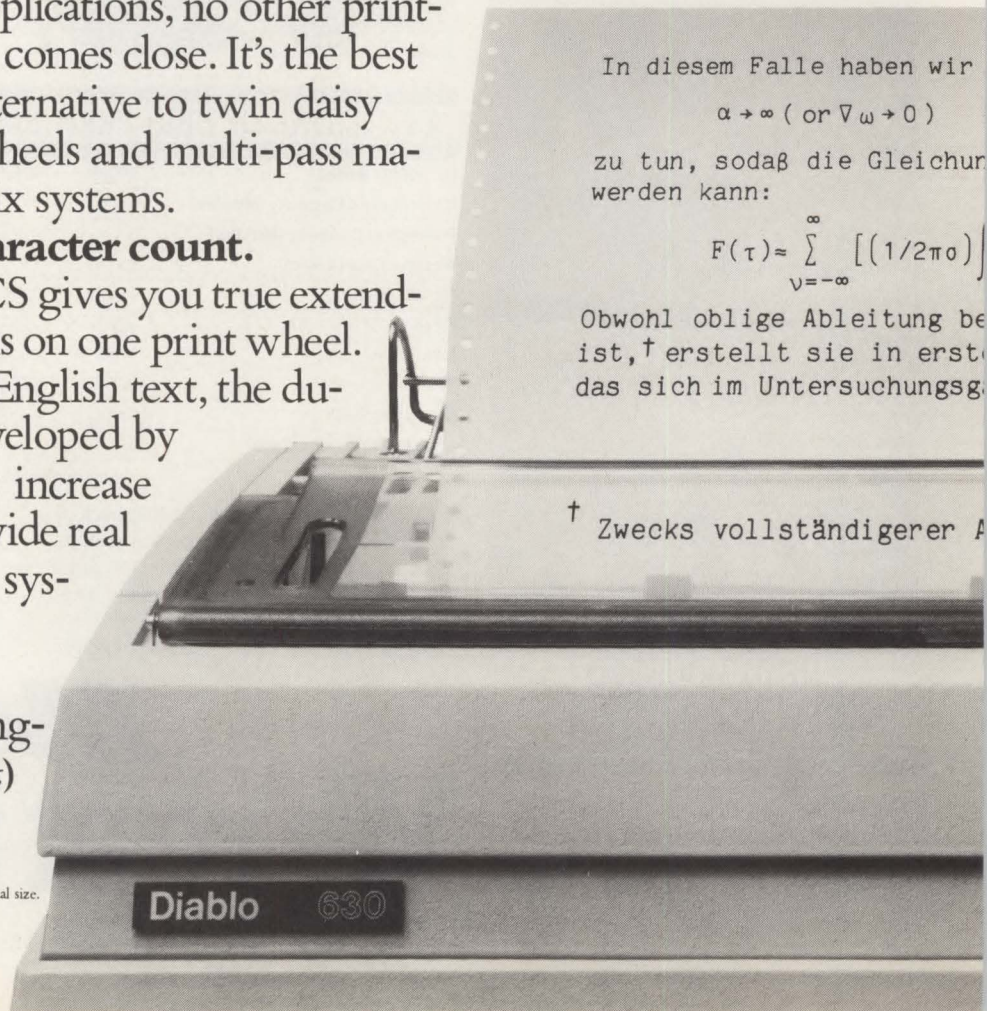 plications, no other print-
comes close. It's the best
ternative to twin daisy
heels and multi-pass ma-
x systems.
aracter count.
CS gives you true extend-
s on one print wheel.
English text, the du-
veloped by
increase
vide real
sys-
ng-
al size.
In diesem Falle haben wir
α → ∞ ( or ∇ ω → 0 )
zu tun, sodaß die Gleichun
werden kann:
∞
F(τ)≈ ∑ [((1/2πσ)∫
ν=-∞
Obwohl oblige Ableitung be
ist,† erstellt sie in erst
das sich im Untersuchungsg
† Zwecks vollständigerer A
Diablo 630